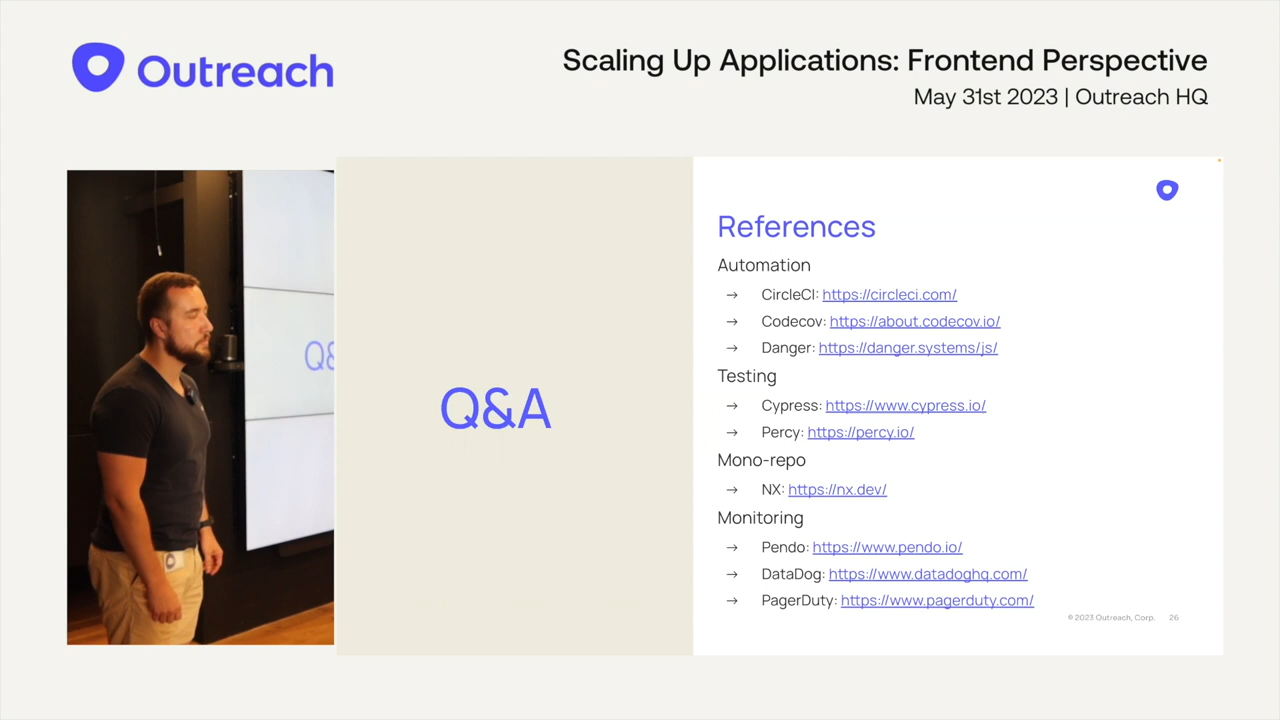 Outreach
Scaling Up Applications: Frontend Perspective
May 31st 2023 | Outreach HQ
Q&
Q&A
References
Automation
→ CircleCI: https://circleci.com/
→ Codecov: https://about.codecov.io/
→ Danger: https://danger.systems/js/
Testing
→ Cypress: https://www.cypress.io/
→ Percy: https://percy.io/
Mono-repo
→ NX: https://nx.dev/
Monitoring
→ Pendo: https://www.pendo.io/
→ DataDog: https://www.datadoghq.com/
→ PagerDuty: https://www.pagerduty.com/
© 2023 Outreach, Corp. 26